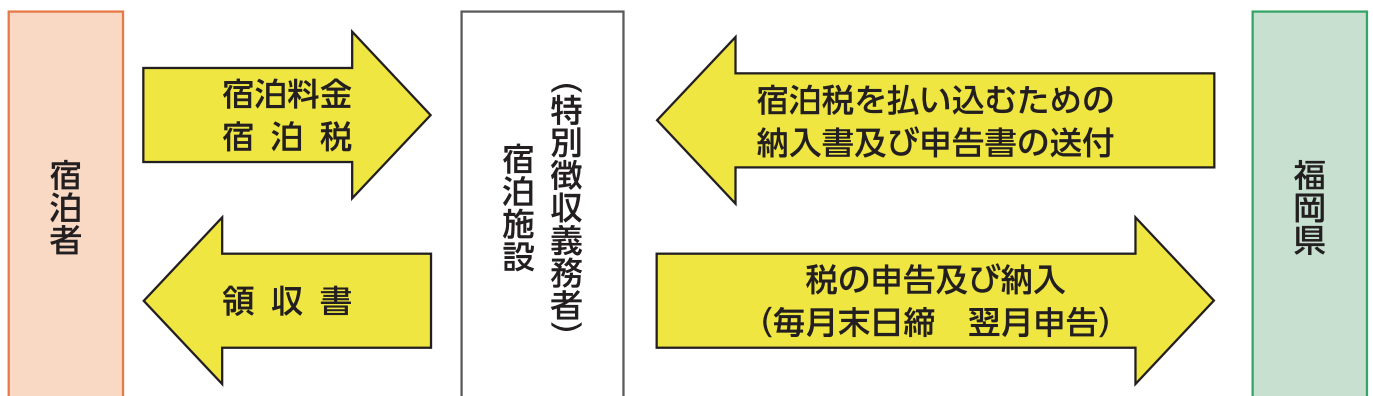 宿泊者
宿泊料金
宿 泊 税
領 収 書
宿泊施設
（特別徴収義務者）
宿泊税を払い込むための
納入書及び申告書の送付
税の申告及び納入
（毎月末日締　翌月申告）
福岡県